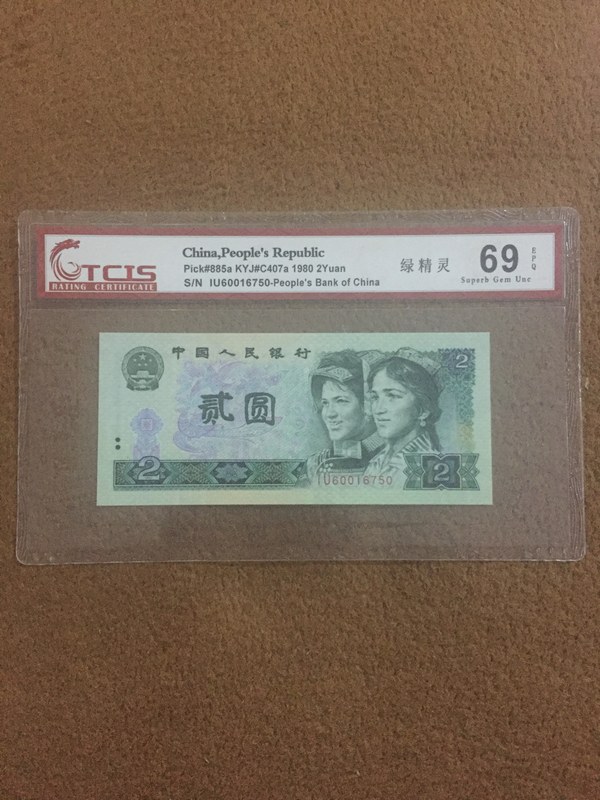 TCIS
RATING CERTIFICATE
China,People's Republic
Pick#885a KYJ#C407a 1980 2Yuan
S/N IU60016750-People's Bank of China
绿精灵
69
EPQ
Superb Gem Unc
中国人民银行
2
贰圆
2
IU60016750
2